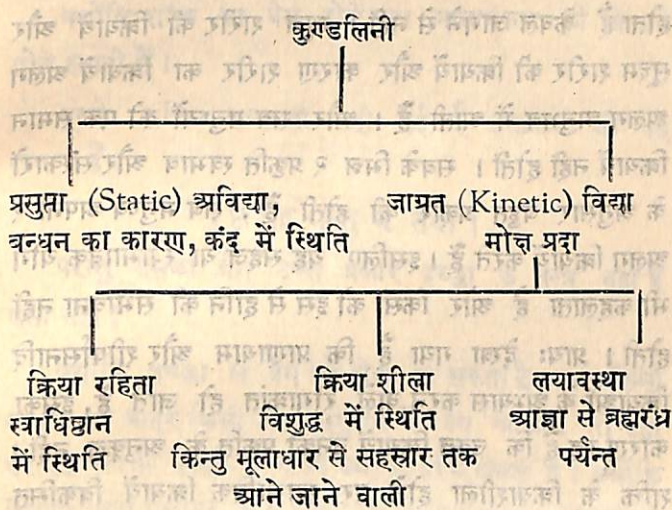 कुण्डलिनी
प्रसुप्ता (Static) अविद्या,
बन्धन का कारण, कंद में स्थिति
जाग्रत (Kinetic) विद्या
मोक्ष प्रदा
क्रिया रहिता
स्वाधिष्ठान
में स्थिति
क्रिया शीला
विशुद्ध में स्थिति
किन्तु मूलाधार से सहस्रार तक
आने जाने वाली
लयावस्था
आज्ञा से ब्रह्मरंध्र
पर्यन्त